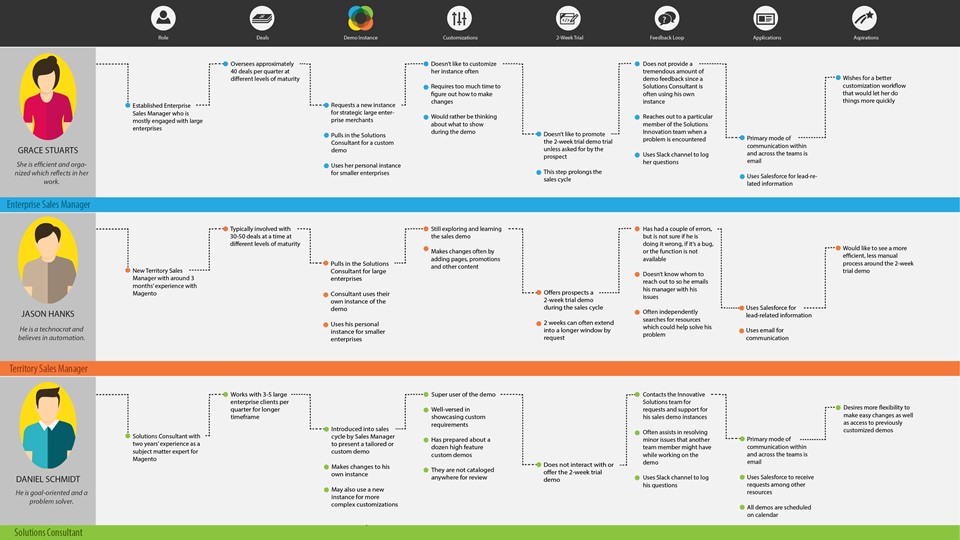 Role
Deals
Demo Instance
Customizations
2-Week Trial
Feedback Loop
Applications
Aspirations
GRACE STUARTS
She is efficient and orga-
nized which reflects in her
work.
Established Enterprise
Sales Manager who is
mostly engaged with large
enterprises
Oversees approximately
40 deals per quarter at
different levels of maturity
Requests a new instance
for strategic large enter-
prise merchants
Pulls in the Solutions
Consultant for a custom
demo
Uses her personal instance
for smaller enterprises
Doesn't like to customize
her instance often
Requires too much time to
figure out how to make
changes
Would rather be thinking
about what to show
during the demo
Doesn't like to promote
the 2-week trial demo trial
unless asked for by the
prospect
This step prolongs the
sales cycle
Does not provide a
tremendous amount of
demo feedback since a
Solutions Consultant is
often using his own
instance
Reaches out to a particular
member of the Solutions
Innovation team when a
problem is encountered
Uses Slack channel to log
her questions
Primary mode of
communication within
and across the teams is
email
Uses Salesforce for lead-re-
lated information
Wishes for a better
customization workflow
that would let her do
things more quickly
Enterprise Sales Manager
JASON HANKS
He is a technocrat and
believes in automation.
New Territory Sales
Manager with around 3
months' experience with
Magento
Typically involved with
30-50 deals at a time at
different levels of maturity
Pulls in the Solutions
Consultant for large
enterprises
Consultant uses their
own instance of the
demo
Uses his personal
instance for smaller
enterprises
Still exploring and learning
the sales demo
Makes changes often by
adding pages, promotions
and other content
Offers prospects a
2-week trial demo
during the sales cycle
2 weeks can often extend
into a longer window by
request
Has had a couple of errors,
but is not sure if he is
doing it wrong, if it's a bug,
or the function is not
available
Doesn't know whom to
reach out to so he emails
his manager with his
issues
Often independently
searches for resources
which could help solve his
problem
Uses Salesforce for
lead-related information
Uses email for
communication
Would like to see a more
efficient, less manual
process around the 2-week
trial demo
Territory Sales Manager
DANIEL SCHMIDT
He is goal-oriented and a
problem solver.
Solutions Consultant with
two years' experience as a
subject matter expert for
Magento
Works with 3-5 large
enterprise clients per
quarter for longer
timeframe
Introduced into sales
cycle by Sales Manager
to present a tailored or
custom demo
Makes changes to his
own instance
May also use a new
instance for more
complex customizations
Super user of the demo
Well-versed in
showcasing custom
requirements
Has prepared about a
dozen high feature
custom demos
They are not cataloged
anywhere for review
Does not interact with or
offer the 2-week trial
demo
Contacts the Innovative
Solutions team for
requests and support for
his sales demo instances
Often assists in resolving
minor issues that another
team member might have
while working on the
demo
Uses Slack channel to log
his questions
Primary mode of
communication within
and across the teams is
email
Uses Salesforce to receive
requests among other
resources
All demos are scheduled
on calendar
Desires more flexibility to
make easy changes as well
as access to previously
customized demos
Solutions Consultant